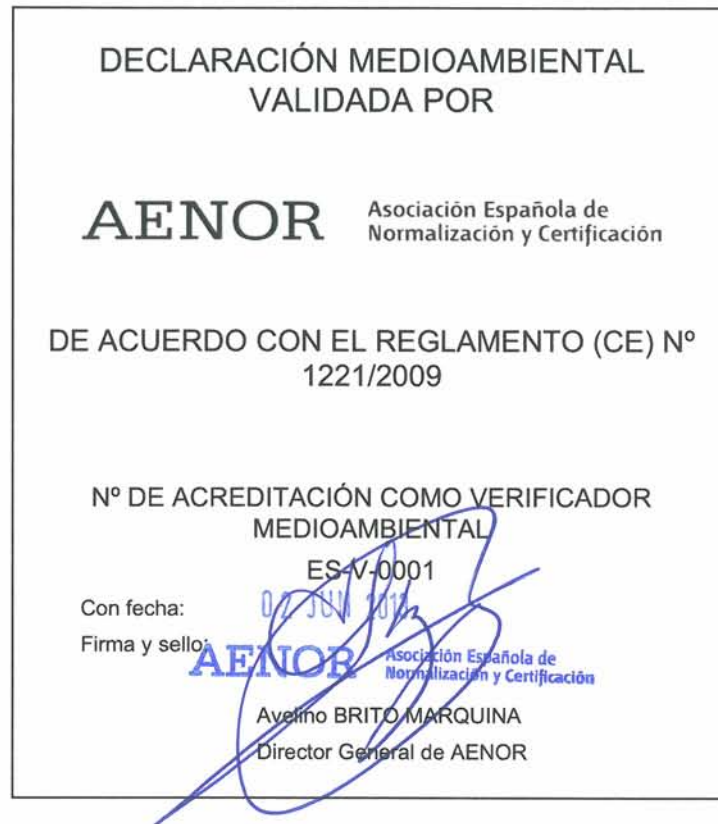 DECLARACIÓN MEDIOAMBIENTAL
VALIDADA POR
AENOR
Asociación Española de
Normalización y Certificación
DE ACUERDO CON EL REGLAMENTO (CE) Nº
1221/2009
Nº DE ACREDITACIÓN COMO VERIFICADOR
MEDIOAMBIENTAL
ES-V-0001
Con fecha: 02 JUN
Firma y sello:
AENOR
Asociación Española de
Normalización y Certificación
Avelino BRITO MARQUINA
Director General de AENOR